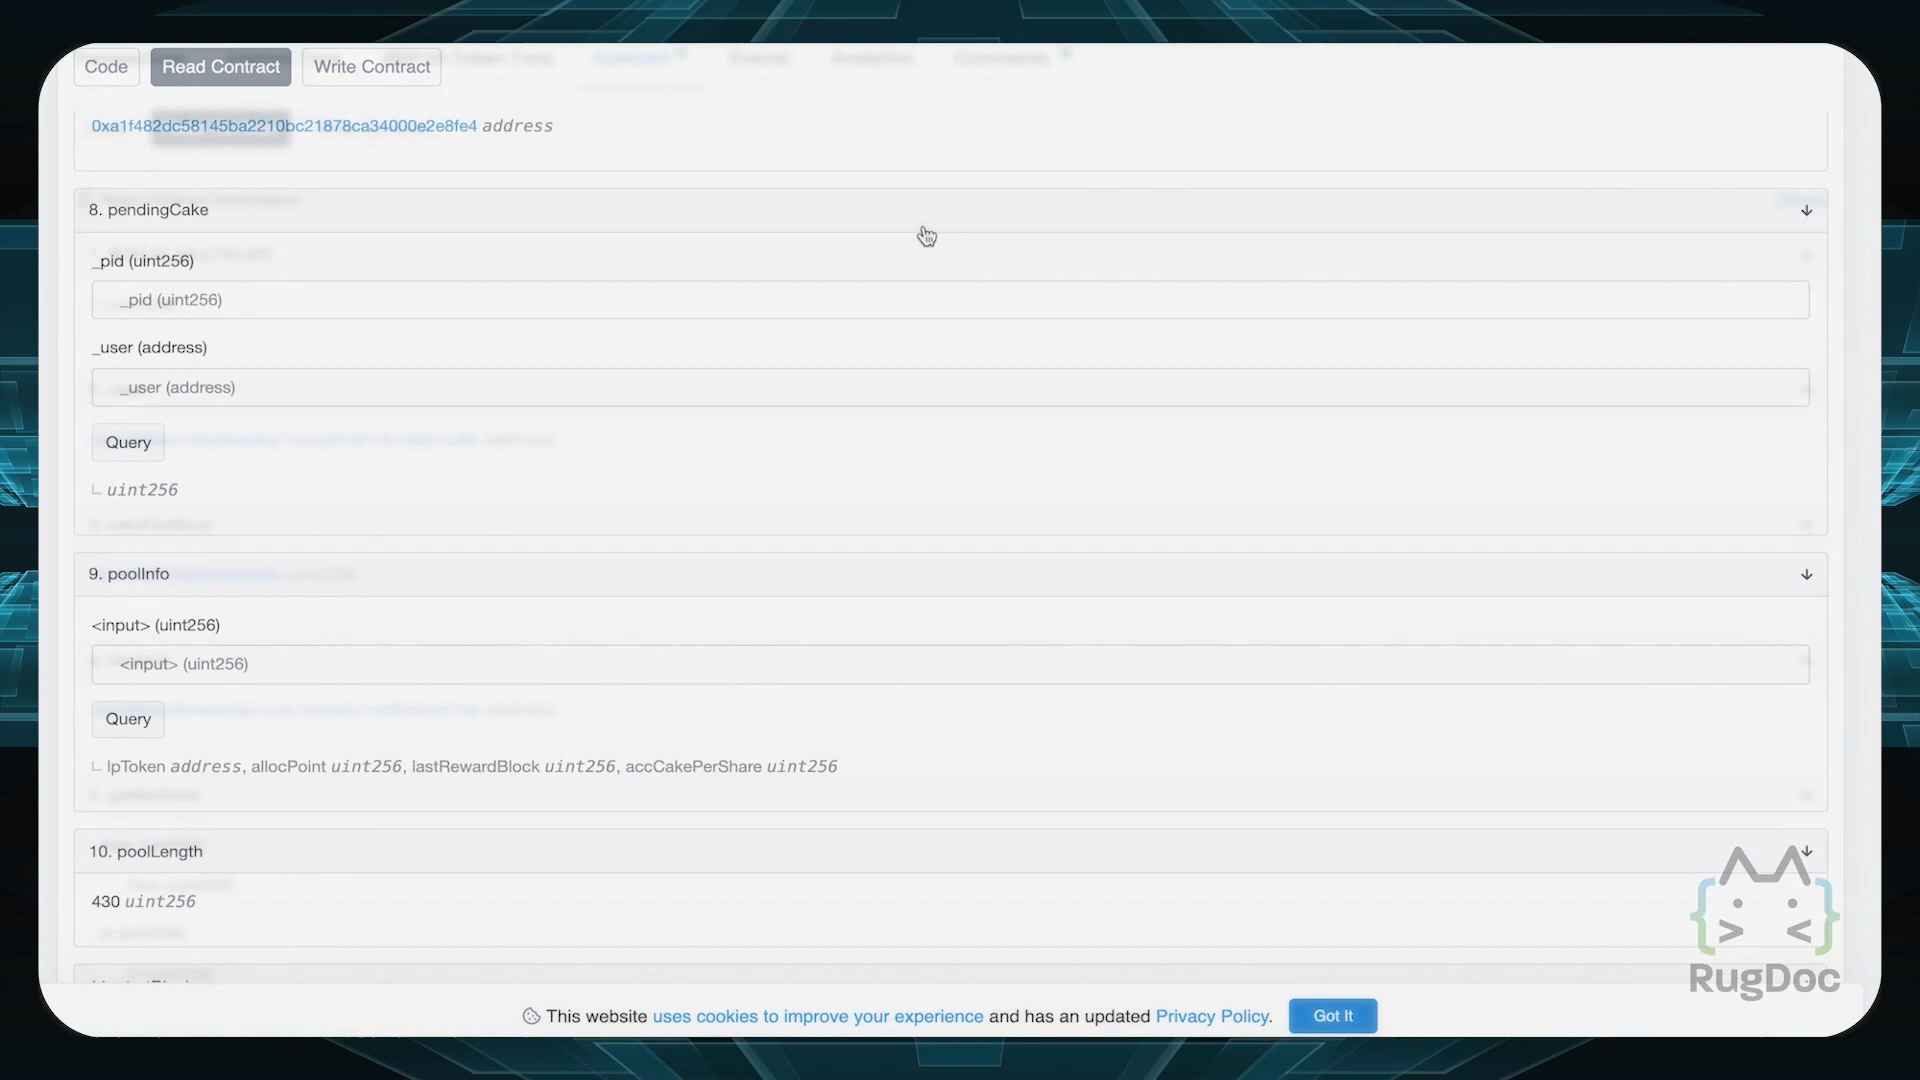 Code Read Contract Write Contract
0xa1f482dc58145ba2210bc21878ca34000e2e8fe4 address
8. pendingCake
_pid (uint256)
_pid (uint256)
_user (address)
_user (address)
Query
uint256
9. poolInfo
<input> (uint256)
<input> (uint256)
Query
lpToken address, allocPoint uint256, lastRewardBlock uint256, accCakePerShare uint256
10. poolLength
430 uint256
RugDoc
This website uses cookies to improve your experience and has an updated Privacy Policy. Got It